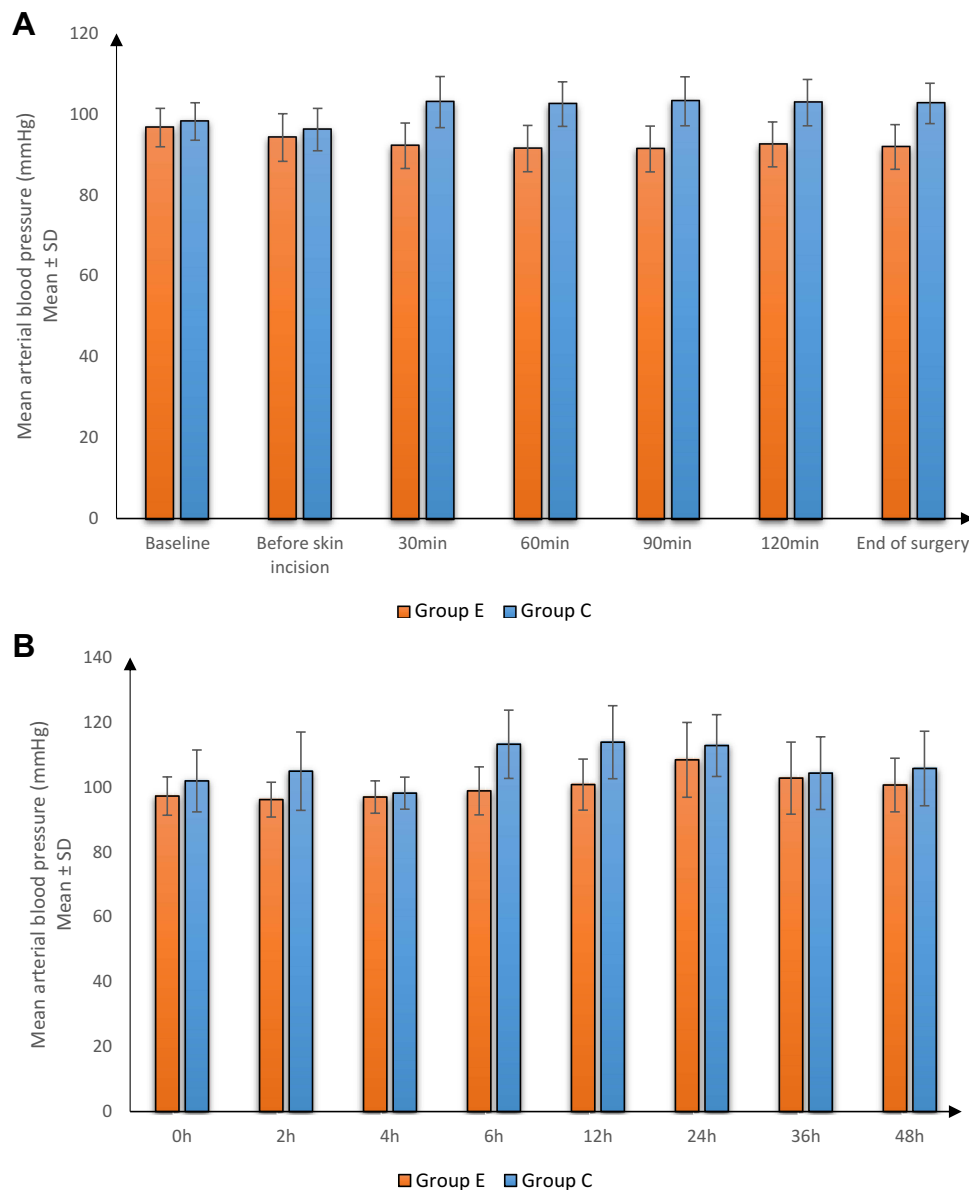 A
Mean arterial blood pressure (mmHg)
Mean ± SD
120
100
80
60
40
20
0
Baseline
Before skin
incision
30min
60min
90min
120min
End of surgery
Group E
Group C
B
Mean arterial blood pressure (mmHg)
Mean ± SD
140
120
100
80
60
40
20
0
0h
2h
4h
6h
12h
24h
36h
48h
Group E
Group C